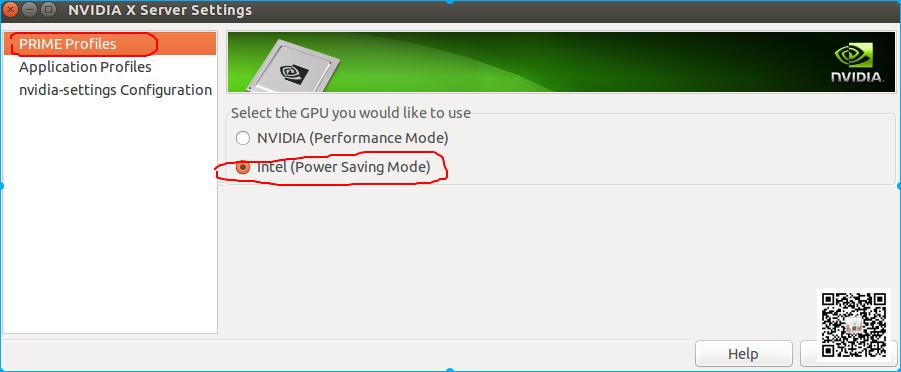 NVIDIA X Server Settings
PRIME Profiles
Application Profiles
nvidia-settings Configuration
NVIDIA.
Select the GPU you would like to use
NVIDIA (Performance Mode)
Intel (Power Saving Mode)
Help